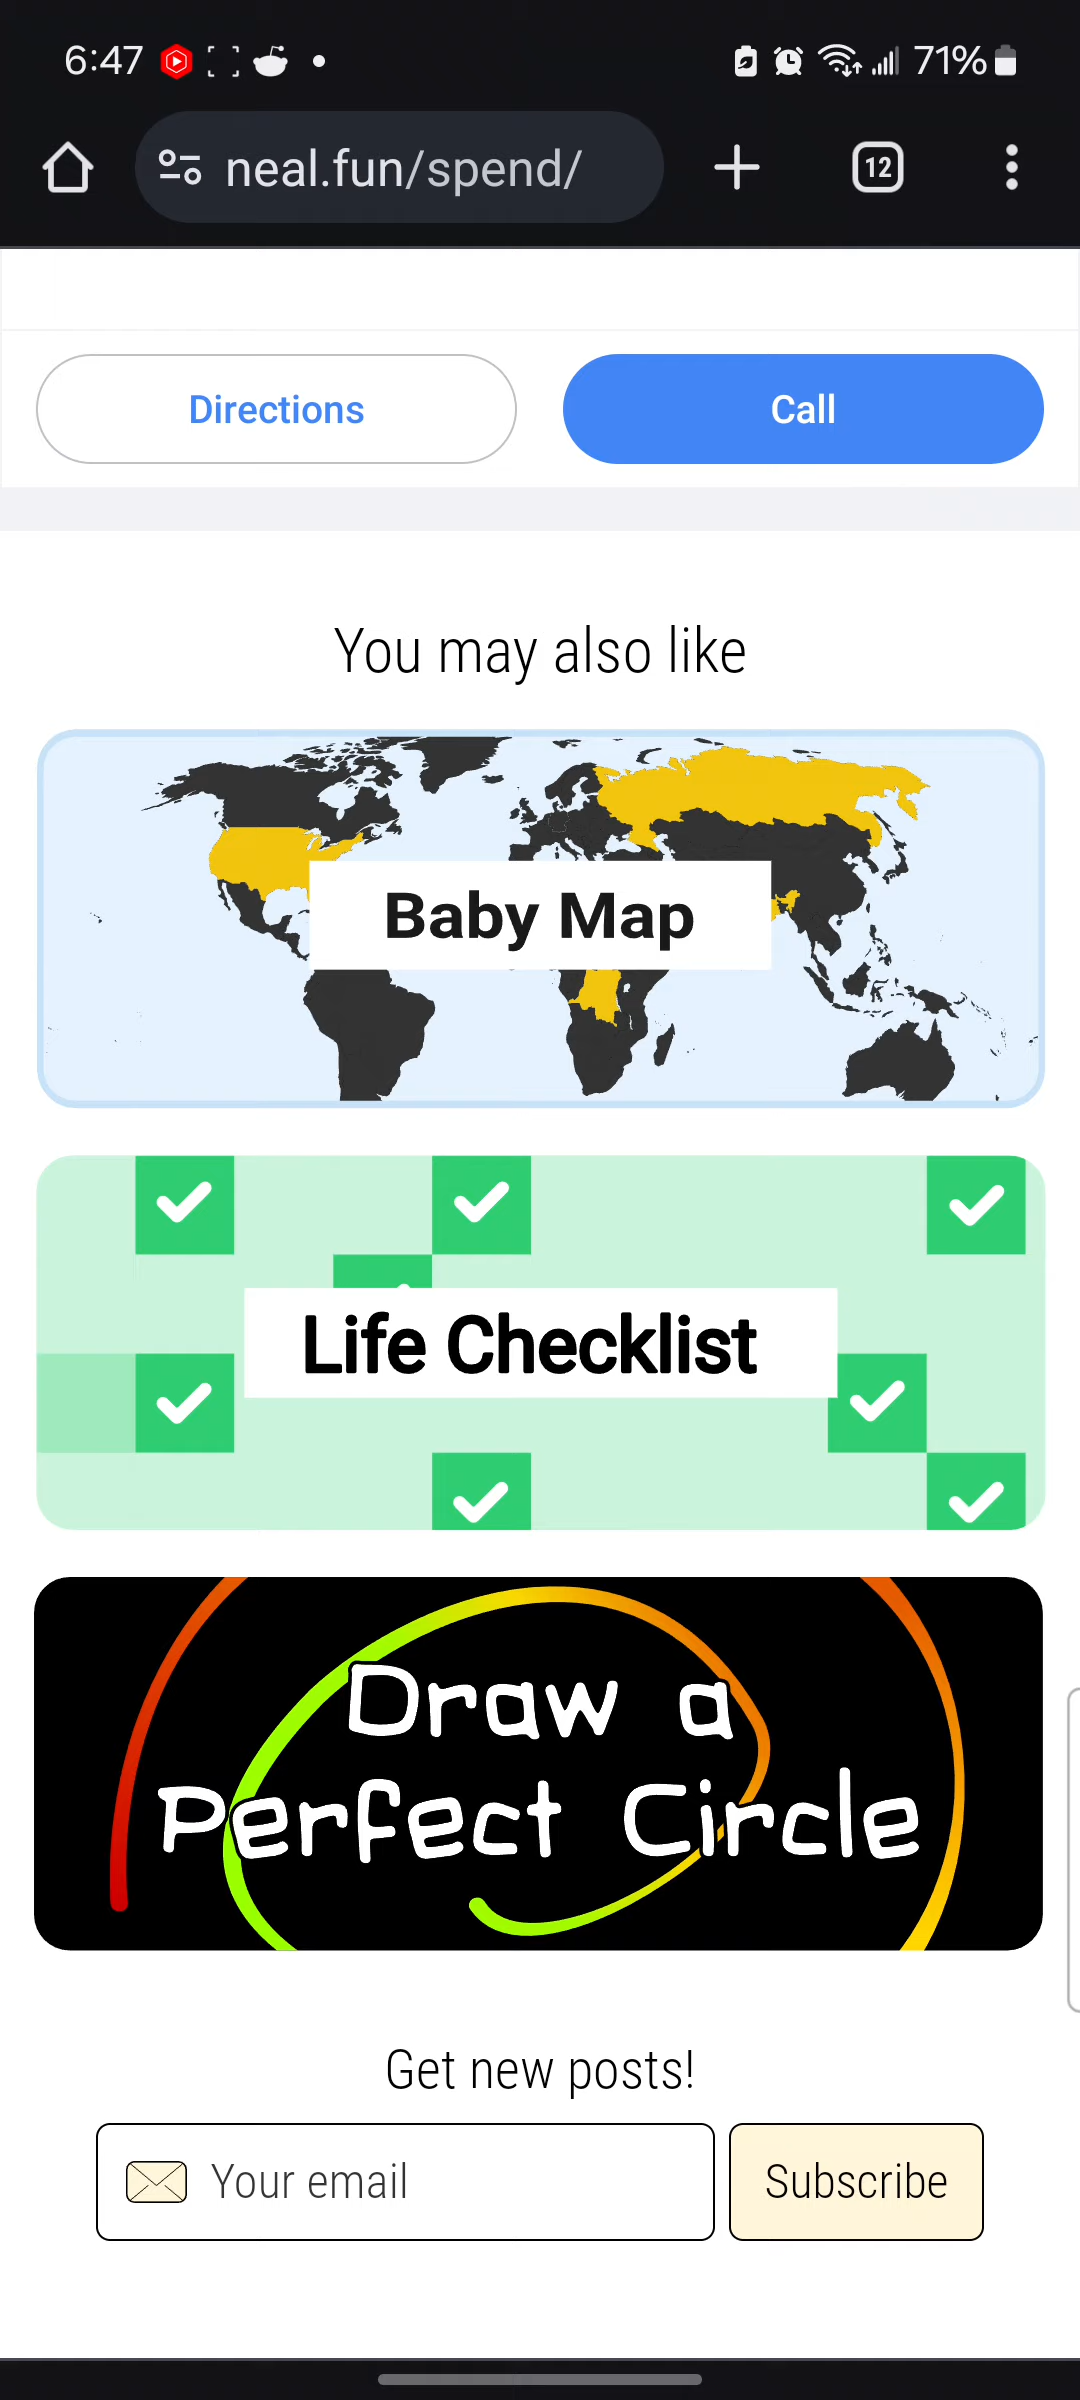 6:47 71%
neal.fun/spend/ 12
Directions Call
You may also like
Baby Map
Life Checklist
Draw a
Perfect Circle
Get new posts!
Your email Subscribe